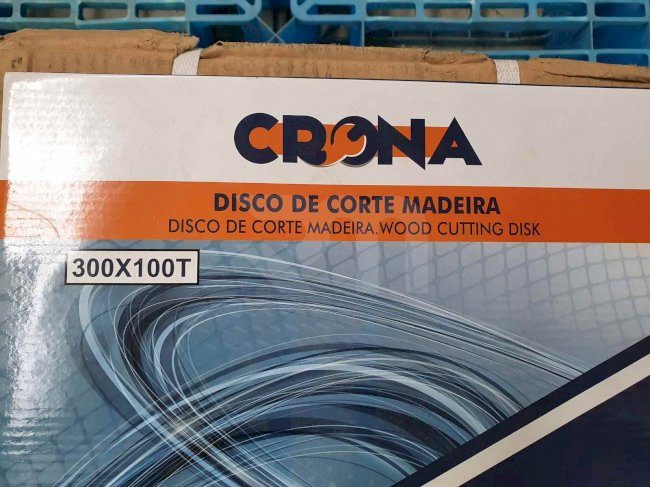 CRONA
DISCO DE CORTE MADEIRA
DISCO DE CORTE MADEIRA.WOOD CUTTING DISK
300X100T